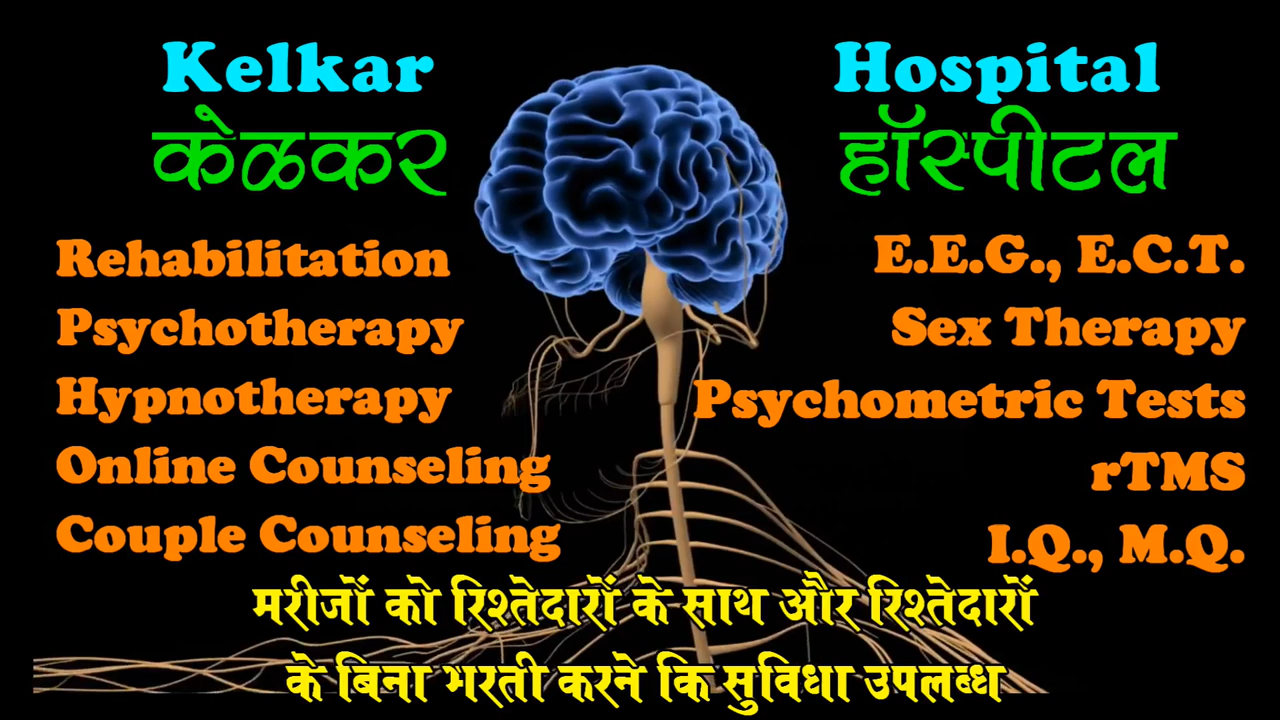 Kelkar Hospital
केळकर हॉस्पीटल
Rehabilitation
Psychotherapy
Hypnotherapy
Online Counseling
Couple Counseling
E.E.G., E.C.T.
Sex Therapy
Psychometric Tests
rTMS
I.Q., M.Q.
मरीजों को रिश्तेदारों के साथ और रिश्तेदारों
के बिना भरती करने कि सुविधा उपलब्ध